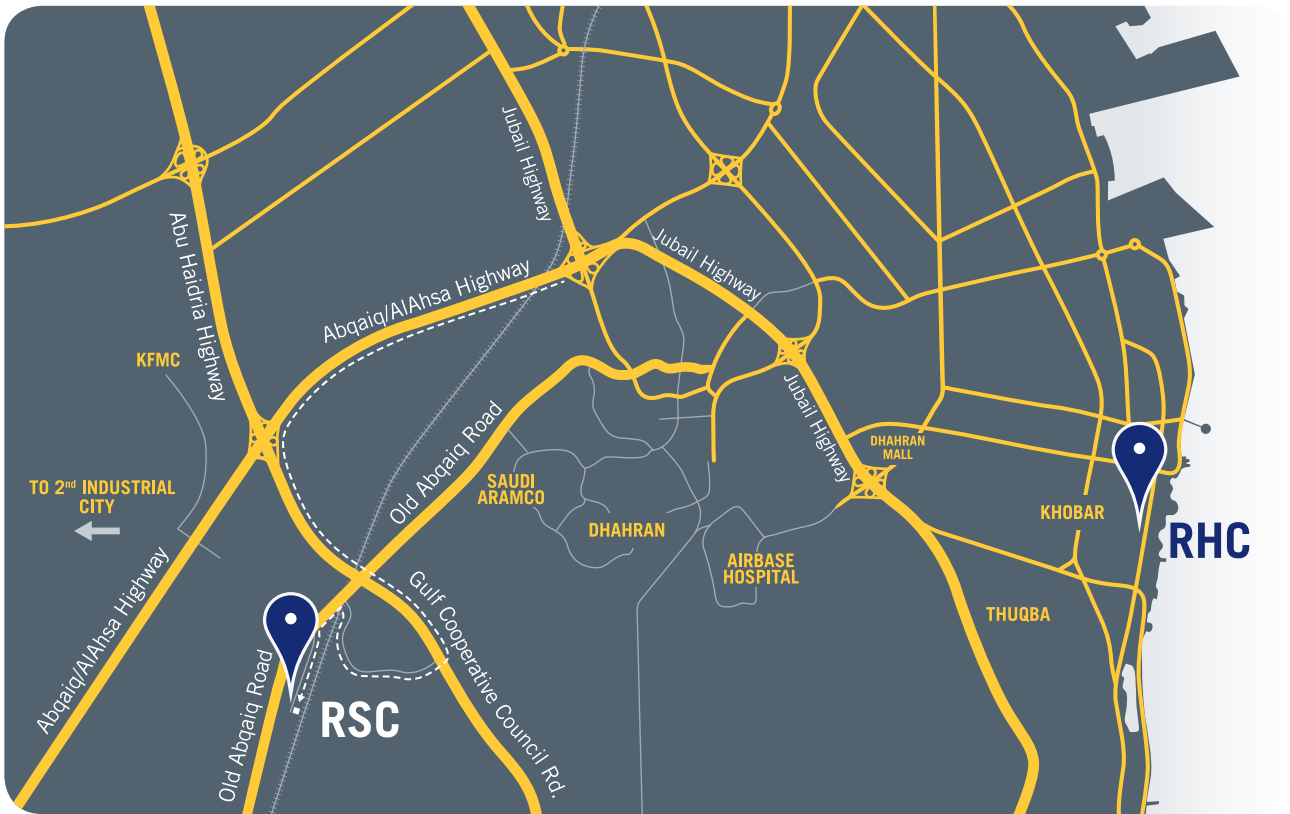 Jubail Highway
Abu Haidria Highway
Jubail Highway
Abqaiq/AlAhsa Highway
KFMC
Jubail Highway
Old Abqaiq Road
DHAHRAN
MALL
TO 2nd INDUSTRIAL
CITY
SAUDI
ARAMCO
DHAHRAN
KHOBAR
RHC
AIRBASE
HOSPITAL
Abqaiq/AlAhsa Highway
Gulf Cooperative Council Rd.
THUQBA
Old Abqaiq Road
RSC